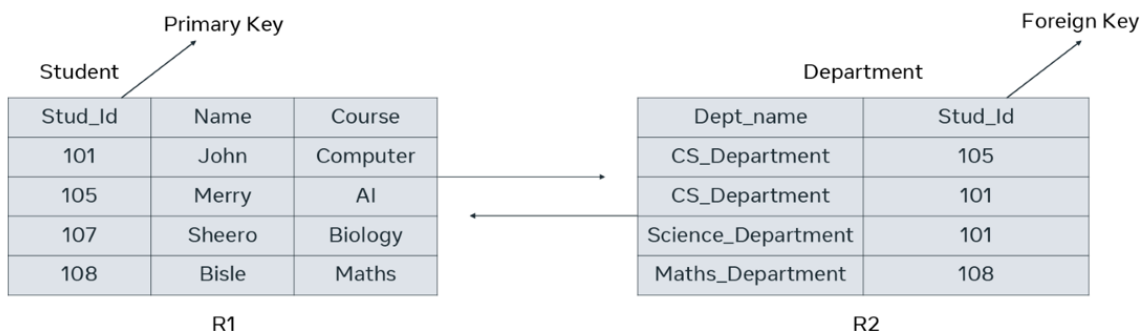 Primary Key
Foreign Key
Student
Department
Stud_Id Name Course
101 John Computer
105 Merry AI
107 Sheero Biology
108 Bisle Maths
Dept_name Stud_Id
CS_Department 105
CS_Department 101
Science_Department 101
Maths_Department 108
R1
R2